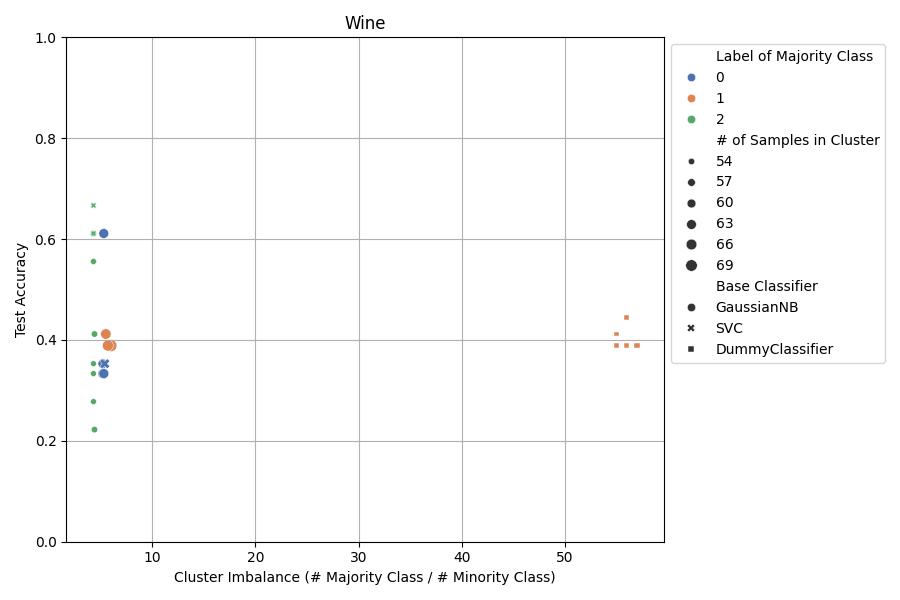 Wine
1.0
0.8
0.6
0.4
0.2
0.0
Test Accuracy
10
20
30
40
50
Cluster Imbalance (# Majority Class / # Minority Class)
Label of Majority Class
0
1
2
# of Samples in Cluster
54
57
60
63
66
69
Base Classifier
GaussianNB
SVC
DummyClassifier